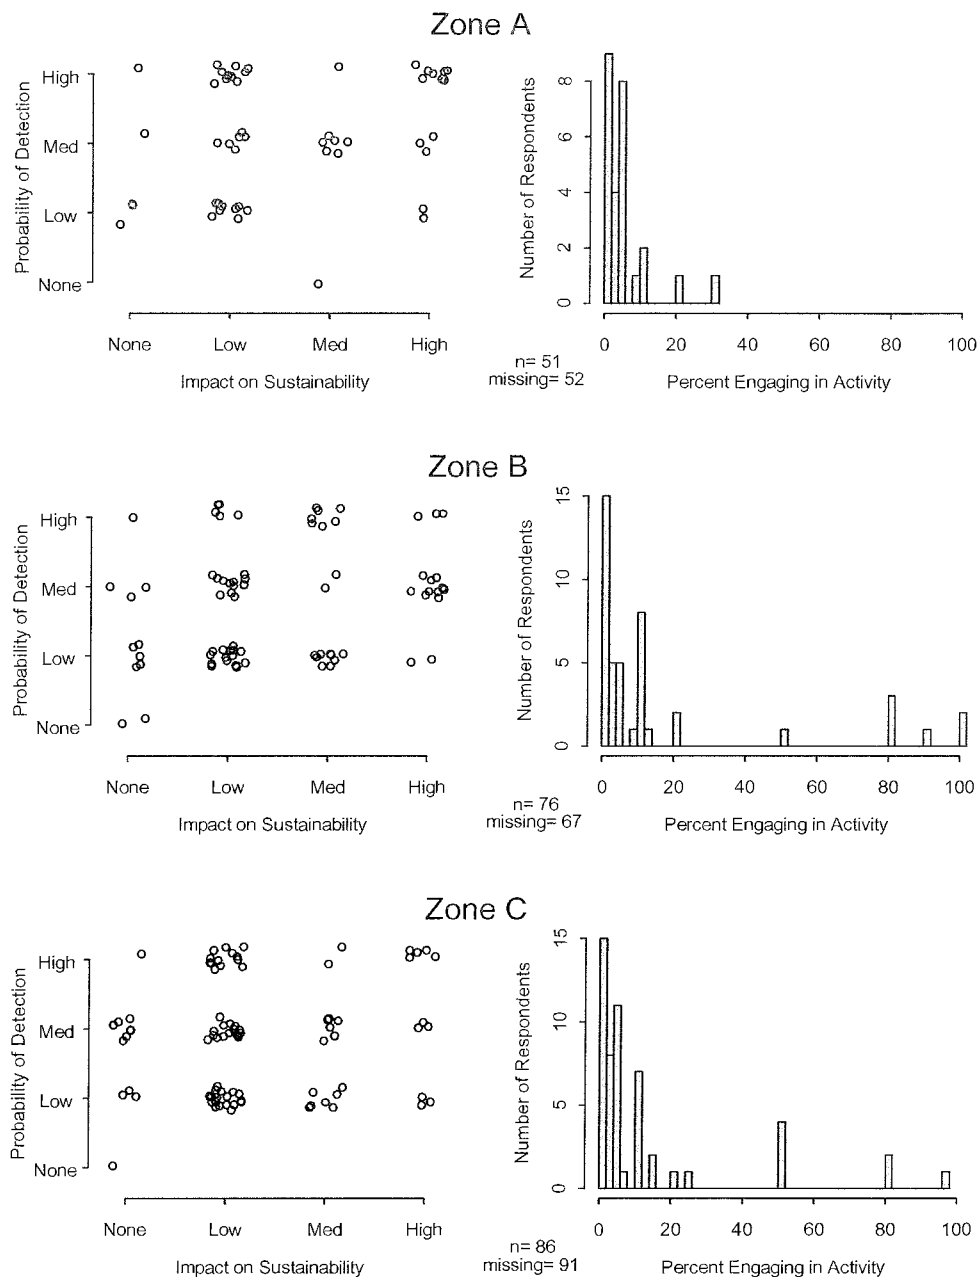 Zone A
Probability of Detection
High
Med
Low
None
None Low Med High
Impact on Sustainability
n= 51
missing= 52
Number of Respondents
8
6
4
2
0
0 20 40 60 80 100
Percent Engaging in Activity
Zone B
Probability of Detection
High
Med
Low
None
None Low Med High
Impact on Sustainability
n= 76
missing= 67
Number of Respondents
15
10
5
0
0 20 40 60 80 100
Percent Engaging in Activity
Zone C
Probability of Detection
High
Med
Low
None
None Low Med High
Impact on Sustainability
n= 86
missing= 91
Number of Respondents
15
10
5
0
0 20 40 60 80 100
Percent Engaging in Activity